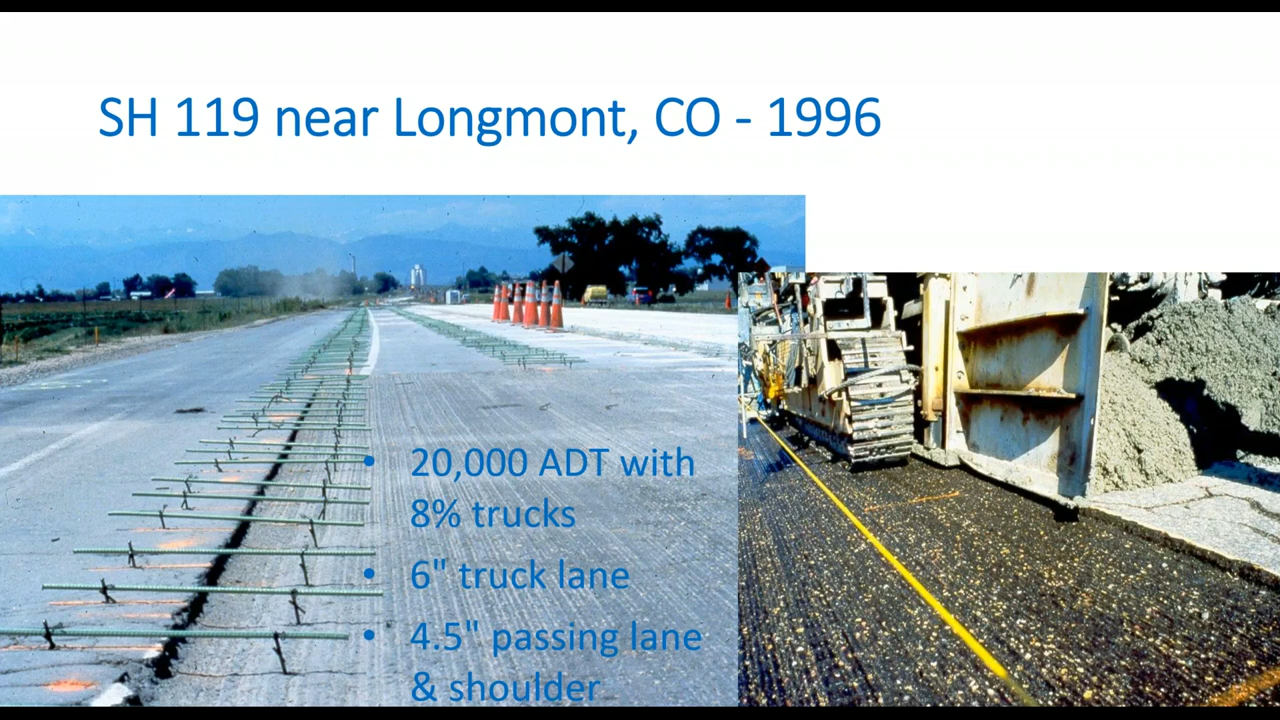 SH 119 near Longmont, CO - 1996
• 20,000 ADT with
8% trucks
• 6" truck lane
• 4.5" passing lane
& shoulder